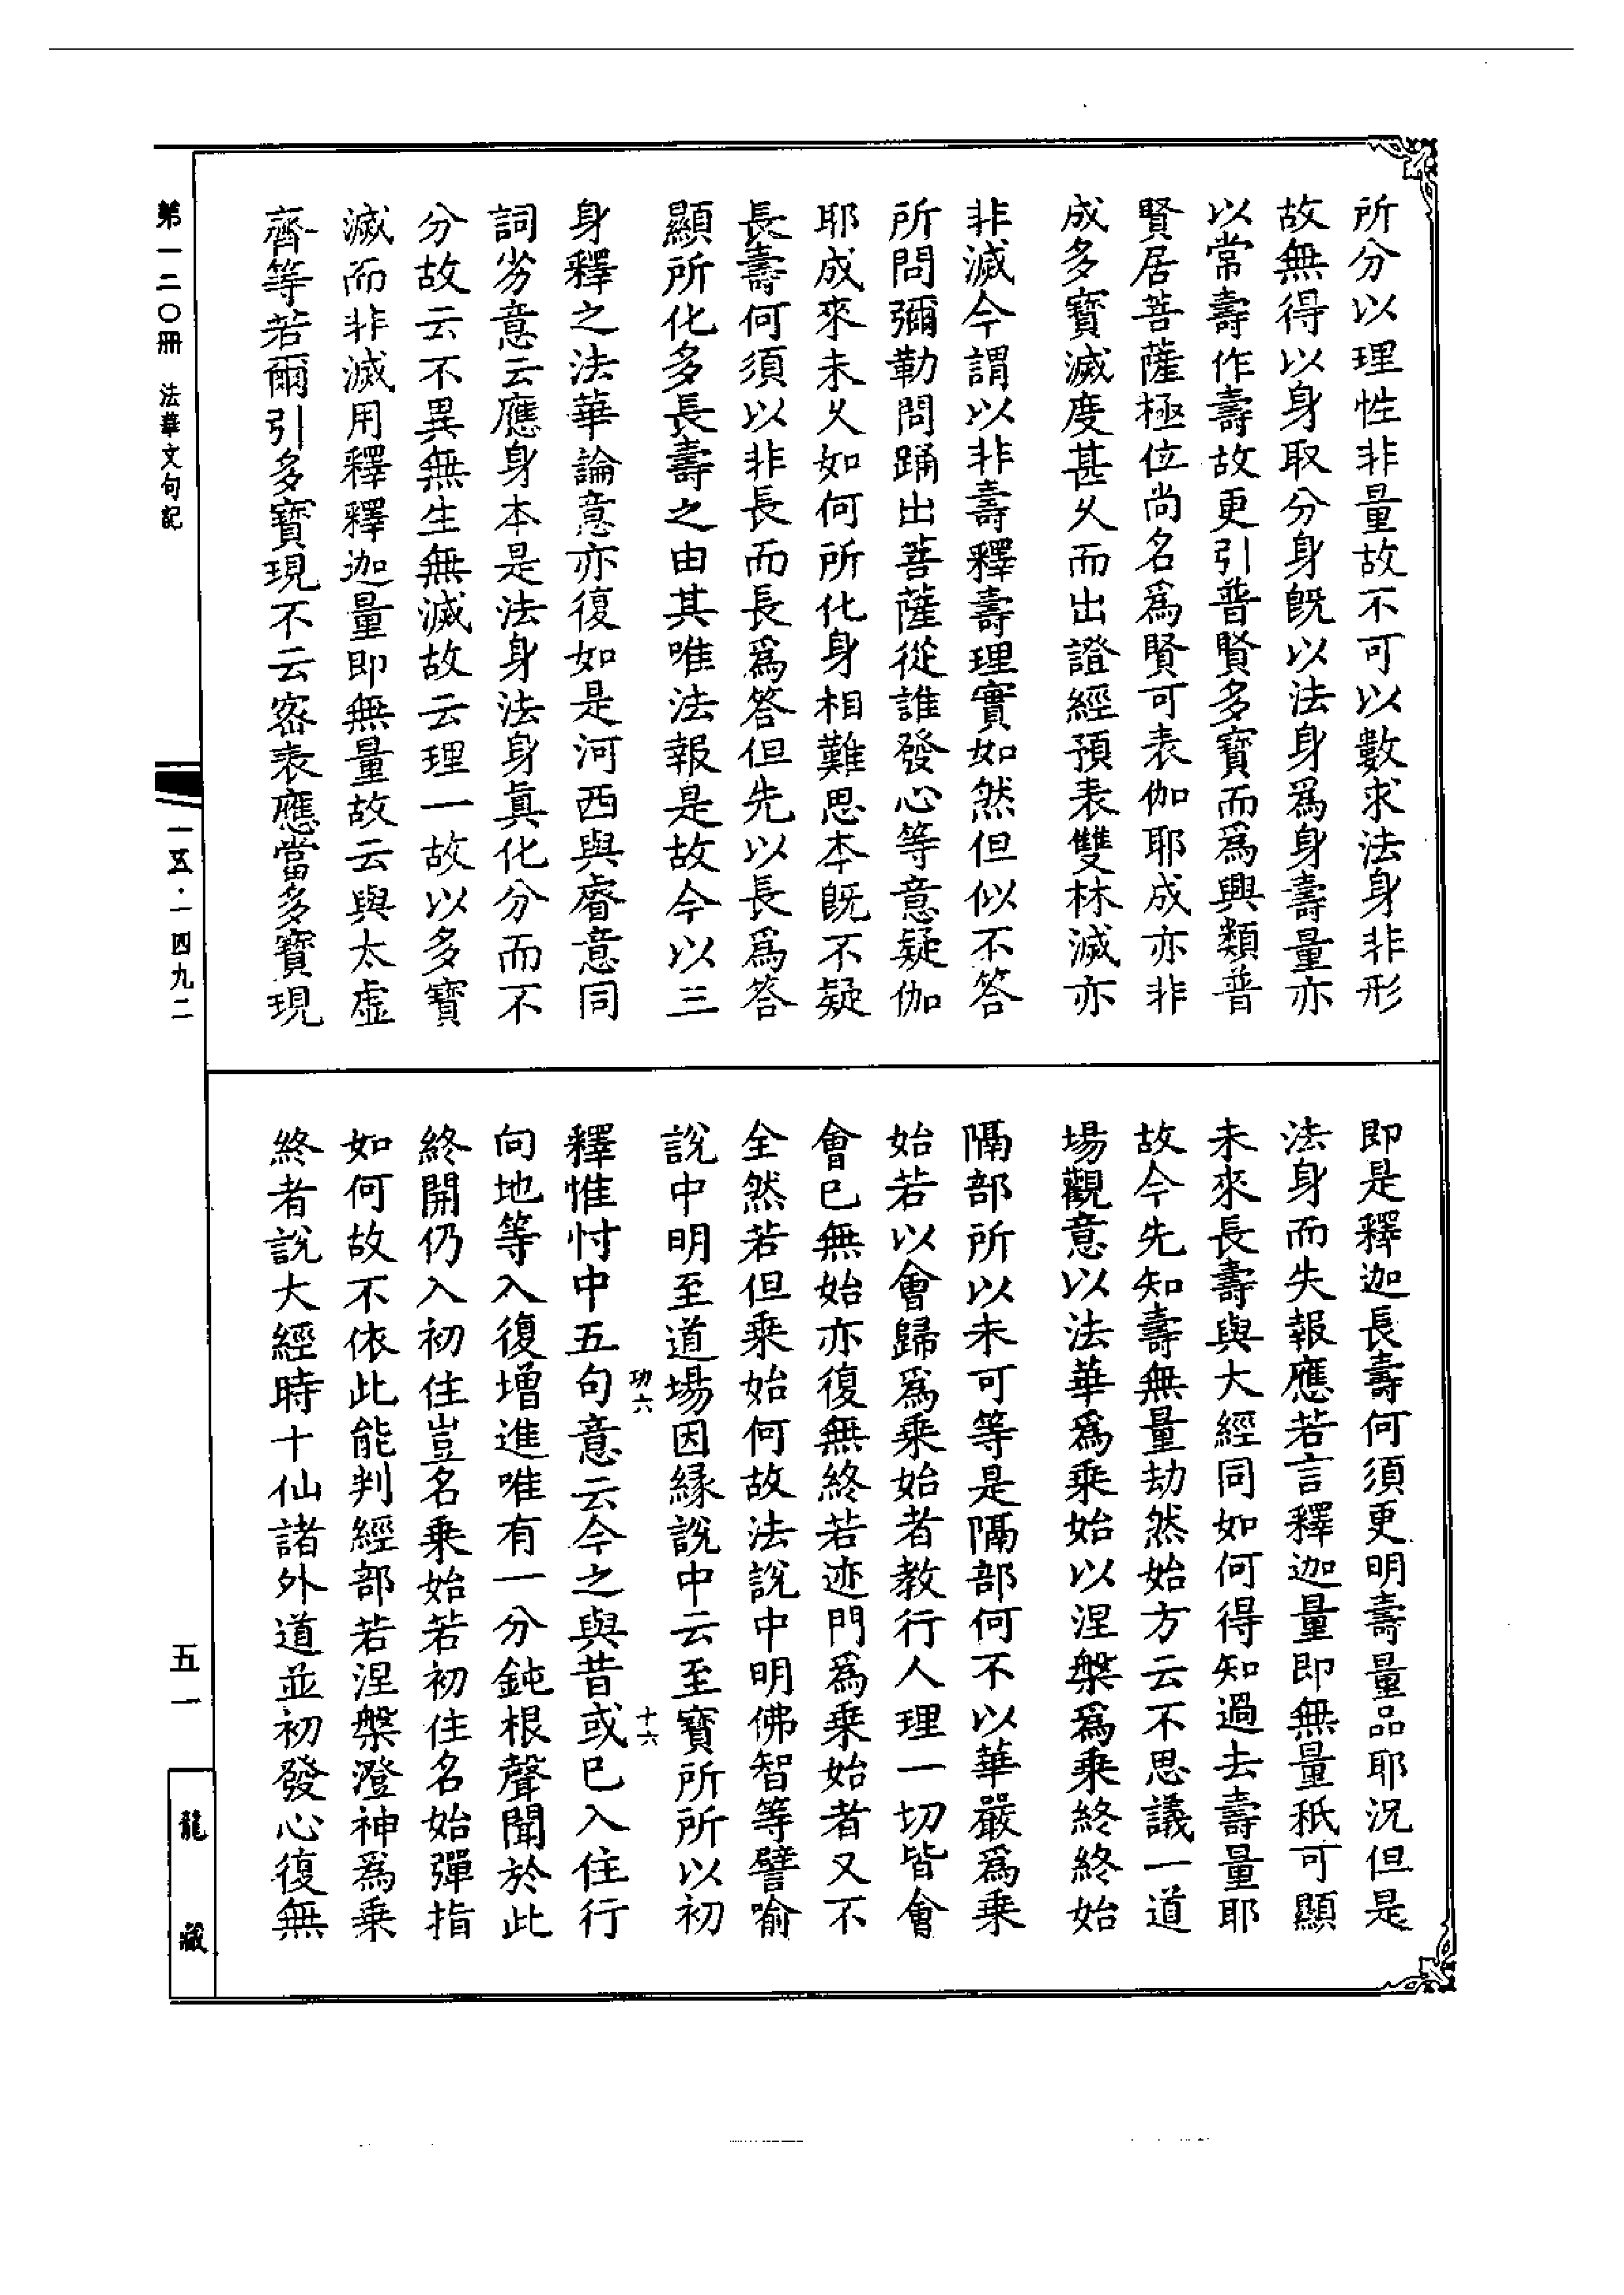 所分以理性非量故不可以數求法身非形
故無得以身取分身既以法身為身壽量亦
以常壽作壽故更引普賢多寶而為興類普
賢居菩薩極位尚名為賢可表伽耶成亦非
成多寶滅度甚久而出證經預表雙林滅亦
非滅今謂以非壽釋壽理實如然但似不答
所問彌勒問踊出菩薩從誰發心等意疑伽
耶成來未久如何所化身相難思本既不疑
長壽何須以非長而長為答但先以長為答
顯所化多長壽之由其唯法報是故今以三
身釋之法華論意亦復如是河西與睿意同
詞劣意云應身本是法身法身真化分而不
分故云不異無生無滅故云理一故以多寶
滅而非滅用釋釋迦量即無量故云與太虛
齊等若爾引多寶現不云密表應當多寶現
即是釋迦長壽何須更明壽量品耶況但是
法身而失報應若言釋迦量即無量秖可顯
未來長壽與大經同如何得知過去壽量耶
故今先知壽無量劫然始方云不思議一道
場觀意以法華為乘始以涅槃為乘終終始
隔部所以未可等是隔部何不以華嚴為乘
始若以會歸為乘始者教行人理一切皆會
會已無始亦復無終若迹門為乘始者又不
全然若但乘始何故法說中明佛智等譬喻
說中明至道場因緣說中云至寶所所以初
釋惟忖中五句意云今之與昔或已入住行
向地等入復增進唯有一分鈍根聲聞於此
終開仍入初住豈名乘始若初住名始彈指
如何故不依此能判經部若涅槃澄神為乘
終者說大經時十仙諸外道並初發心復無
功六
十六
第一二〇冊　法華文句記
一五·一四九二
五一
龍藏